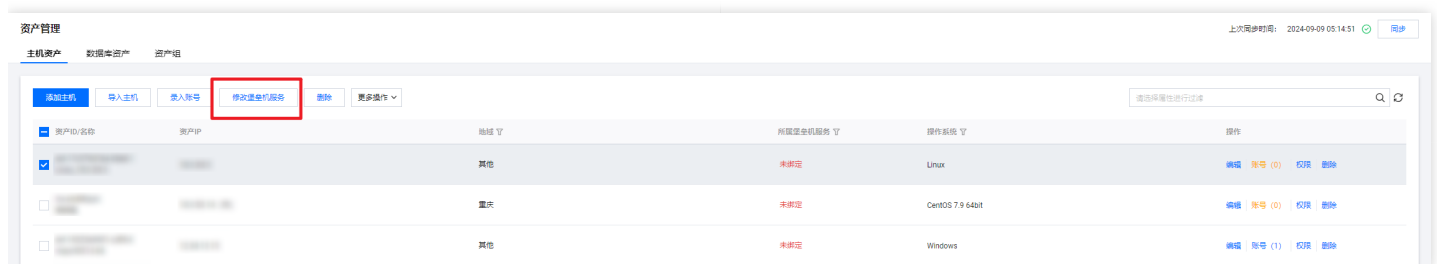 资产管理
上次同步时间： 2024-09-09 05:14:51 同步
主机资产 数据库资产 资产组
添加主机 导入主机 录入账号 修改堡垒机服务 删除 更多操作 请选择属性进行过滤
资产ID/名称 资产IP 地域 所属堡垒机服务 操作系统 操作
其他 未绑定 Linux 编辑 账号 (0) 权限 删除
重庆 未绑定 CentOS 7.9 64bit 编辑 账号 (0) 权限 删除
其他 未绑定 Windows 编辑 账号 (1) 权限 删除